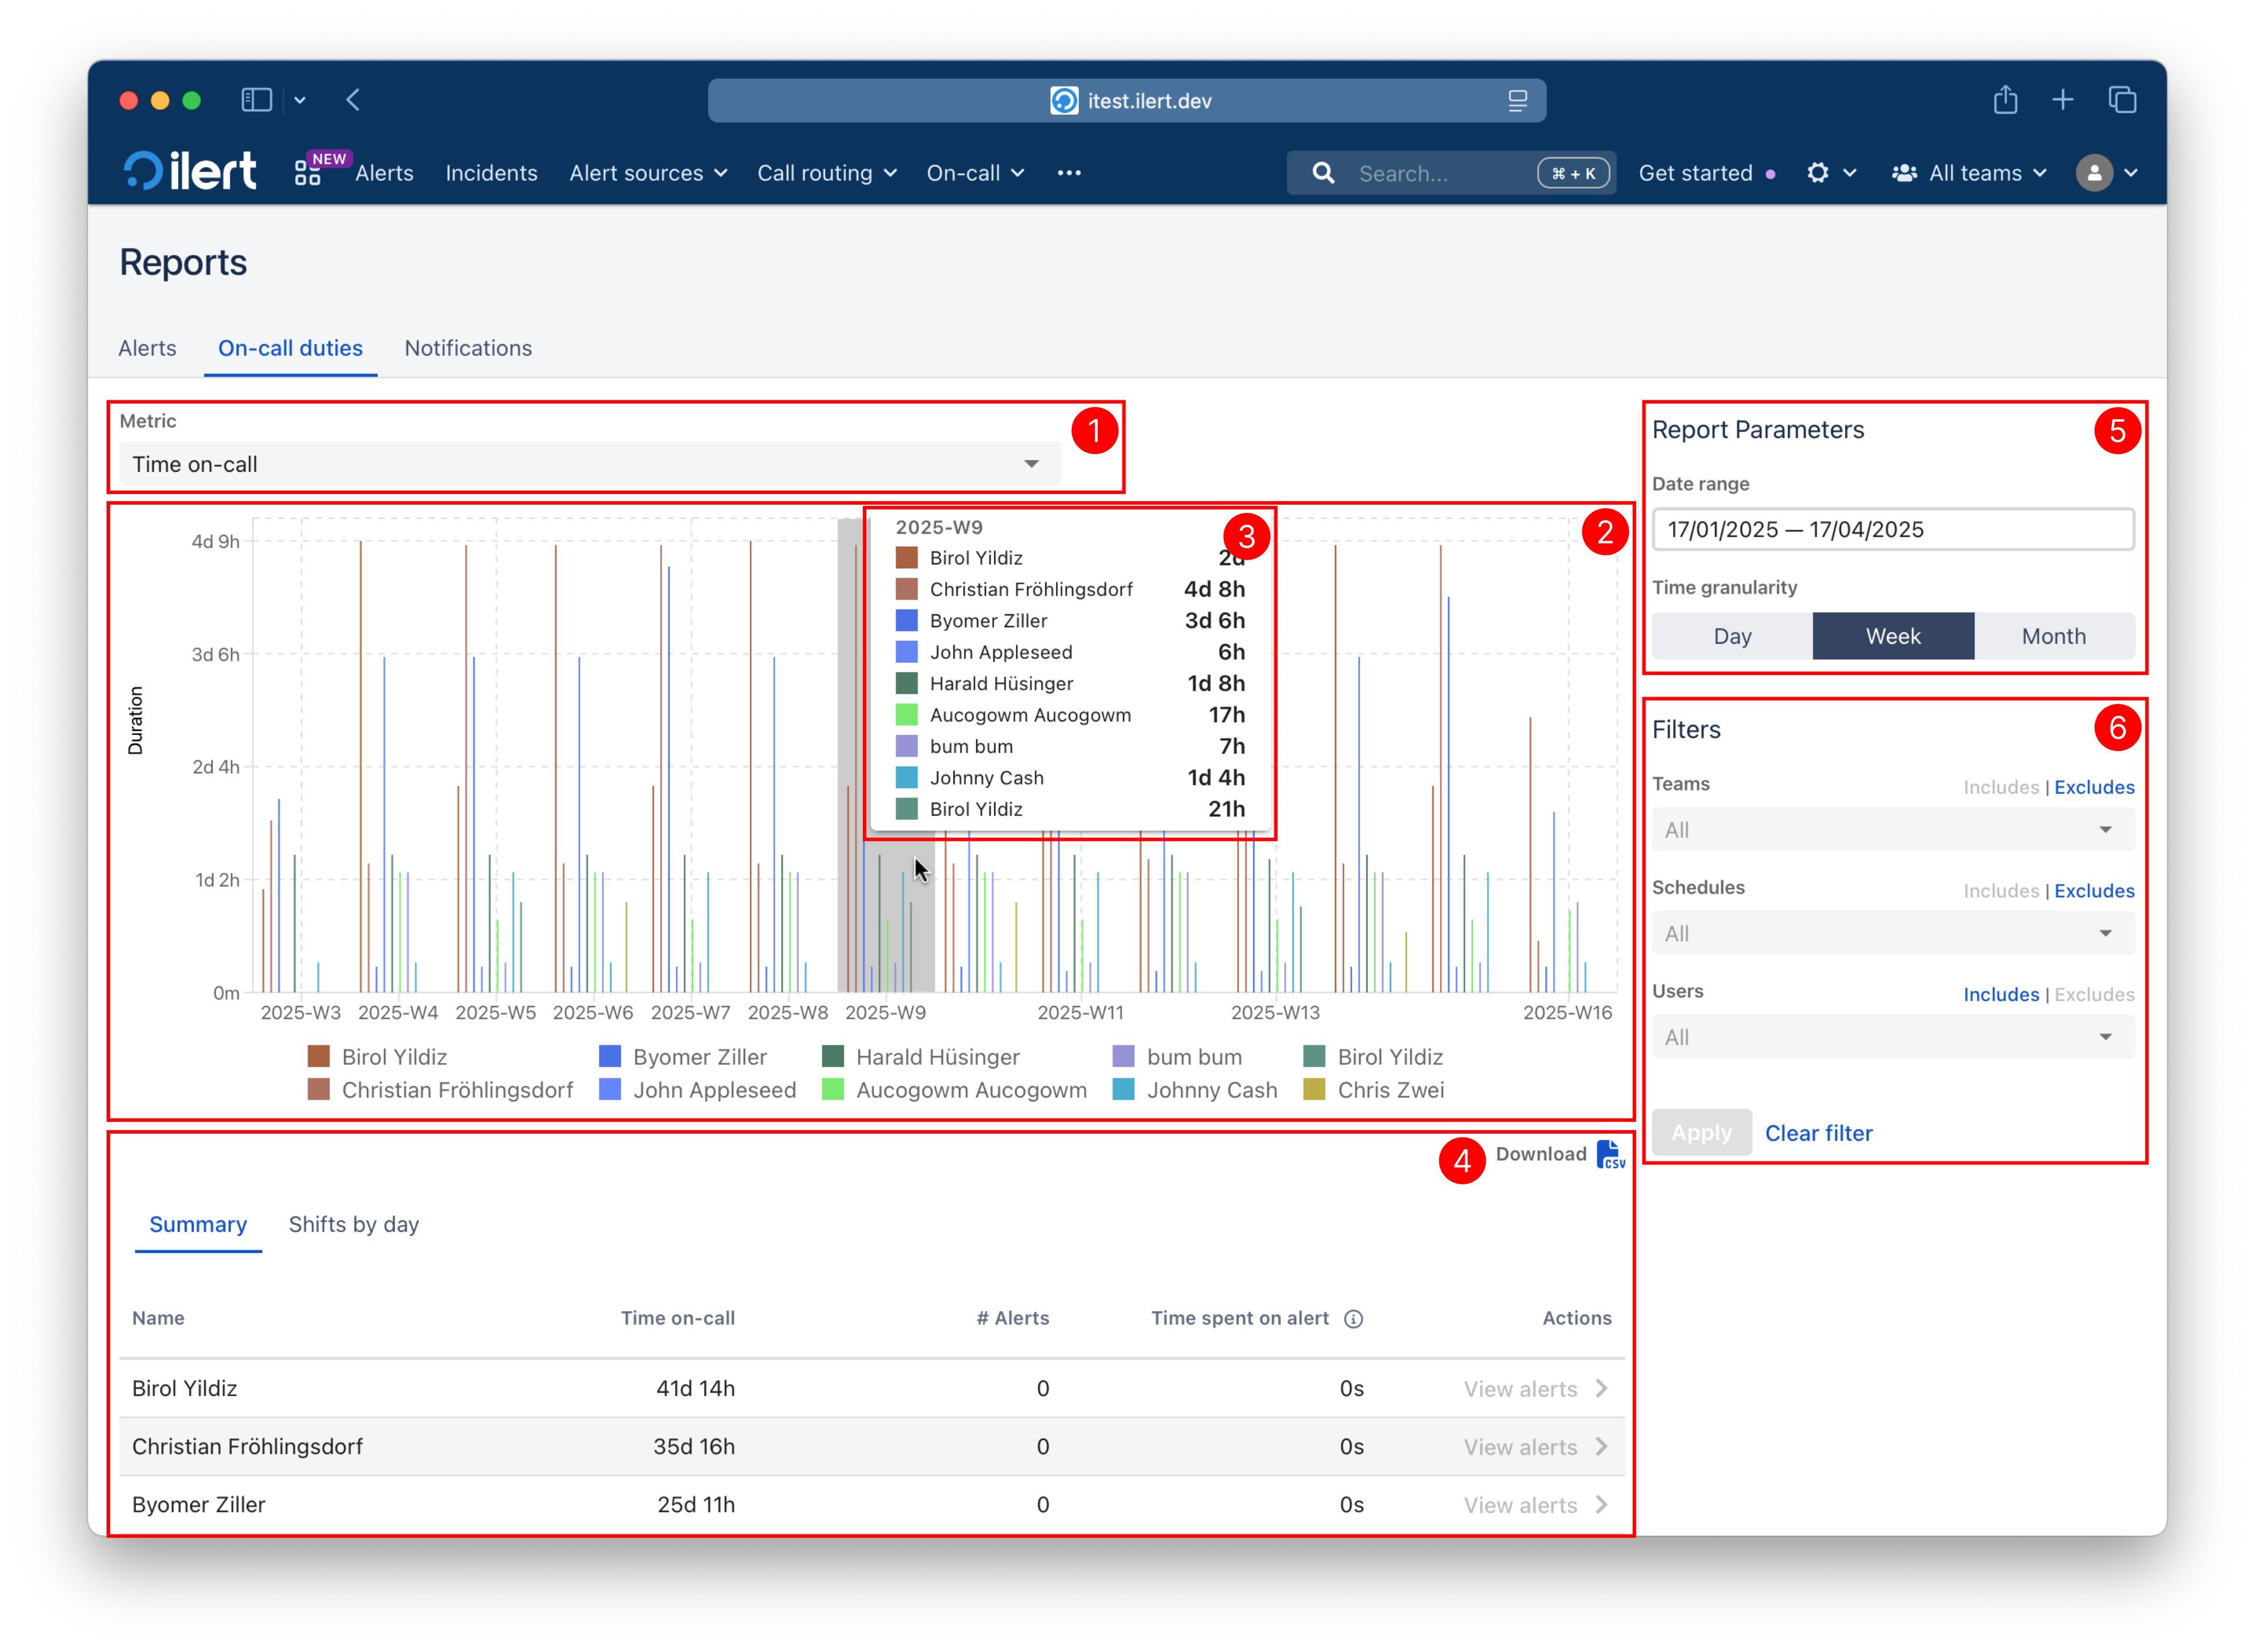 itest.ilert.dev
ilert
NEW
Alerts
Incidents
Alert sources
Call routing
On-call
Search...
⌘ + K
Get started
All teams
Reports
Alerts
On-call duties
Notifications
Metric
1
Time on-call
2
Duration
4d 9h
3d 6h
2d 4h
1d 2h
0m
2025-W9
3
Birol Yildiz 2d
Christian Fröhlingsdorf 4d 8h
Byomer Ziller 3d 6h
John Appleseed 6h
Harald Hüsinger 1d 8h
Aucogowm Aucogowm 17h
bum bum 7h
Johnny Cash 1d 4h
Birol Yildiz 21h
2025-W3 2025-W4 2025-W5 2025-W6 2025-W7 2025-W8 2025-W9 2025-W11 2025-W13 2025-W16
Birol Yildiz Byomer Ziller Harald Hüsinger bum bum Birol Yildiz
Christian Fröhlingsdorf John Appleseed Aucogowm Aucogowm Johnny Cash Chris Zwei
4
Download
CSV
Summary
Shifts by day
Name Time on-call # Alerts Time spent on alert Actions
Birol Yildiz 41d 14h 0 0s View alerts
Christian Fröhlingsdorf 35d 16h 0 0s View alerts
Byomer Ziller 25d 11h 0 0s View alerts
Report Parameters
5
Date range
17/01/2025 — 17/04/2025
Time granularity
Day Week Month
Filters
6
Teams Includes | Excludes
All
Schedules Includes | Excludes
All
Users Includes | Excludes
All
Apply Clear filter